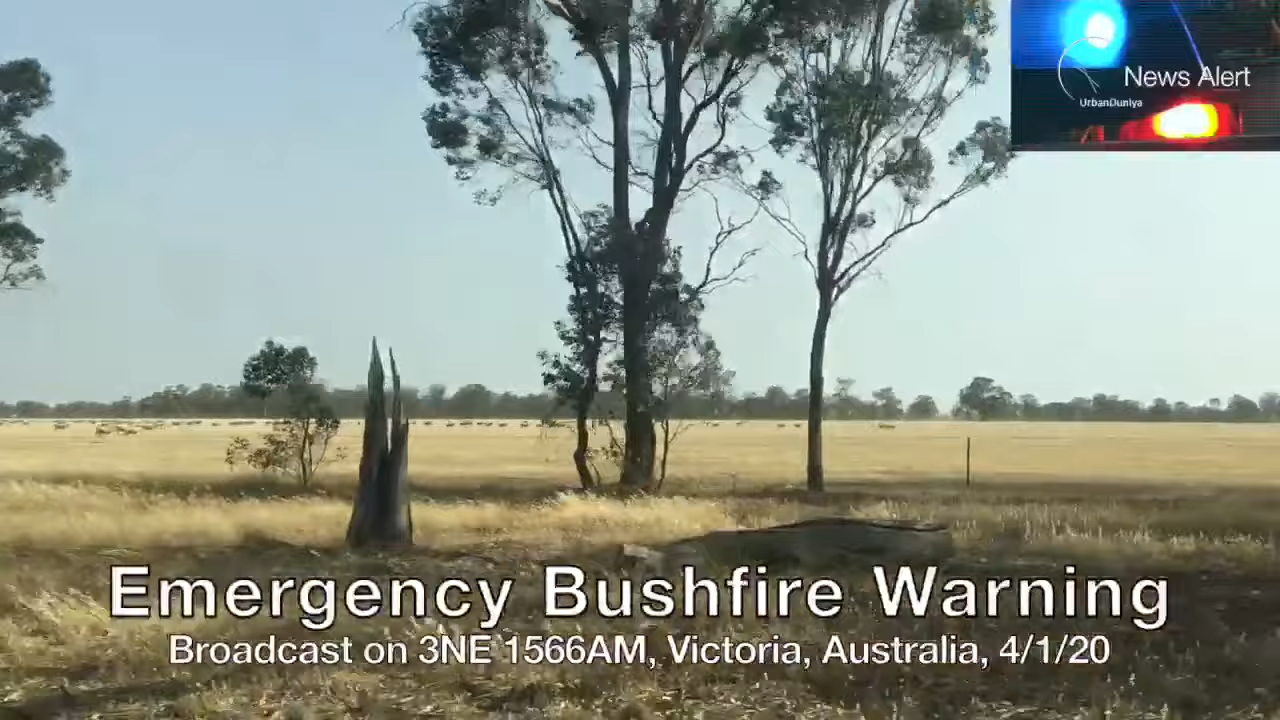 News Alert
UrbanDuniya
Emergency Bushfire Warning
Broadcast on 3NE 1566AM, Victoria, Australia, 4/1/20